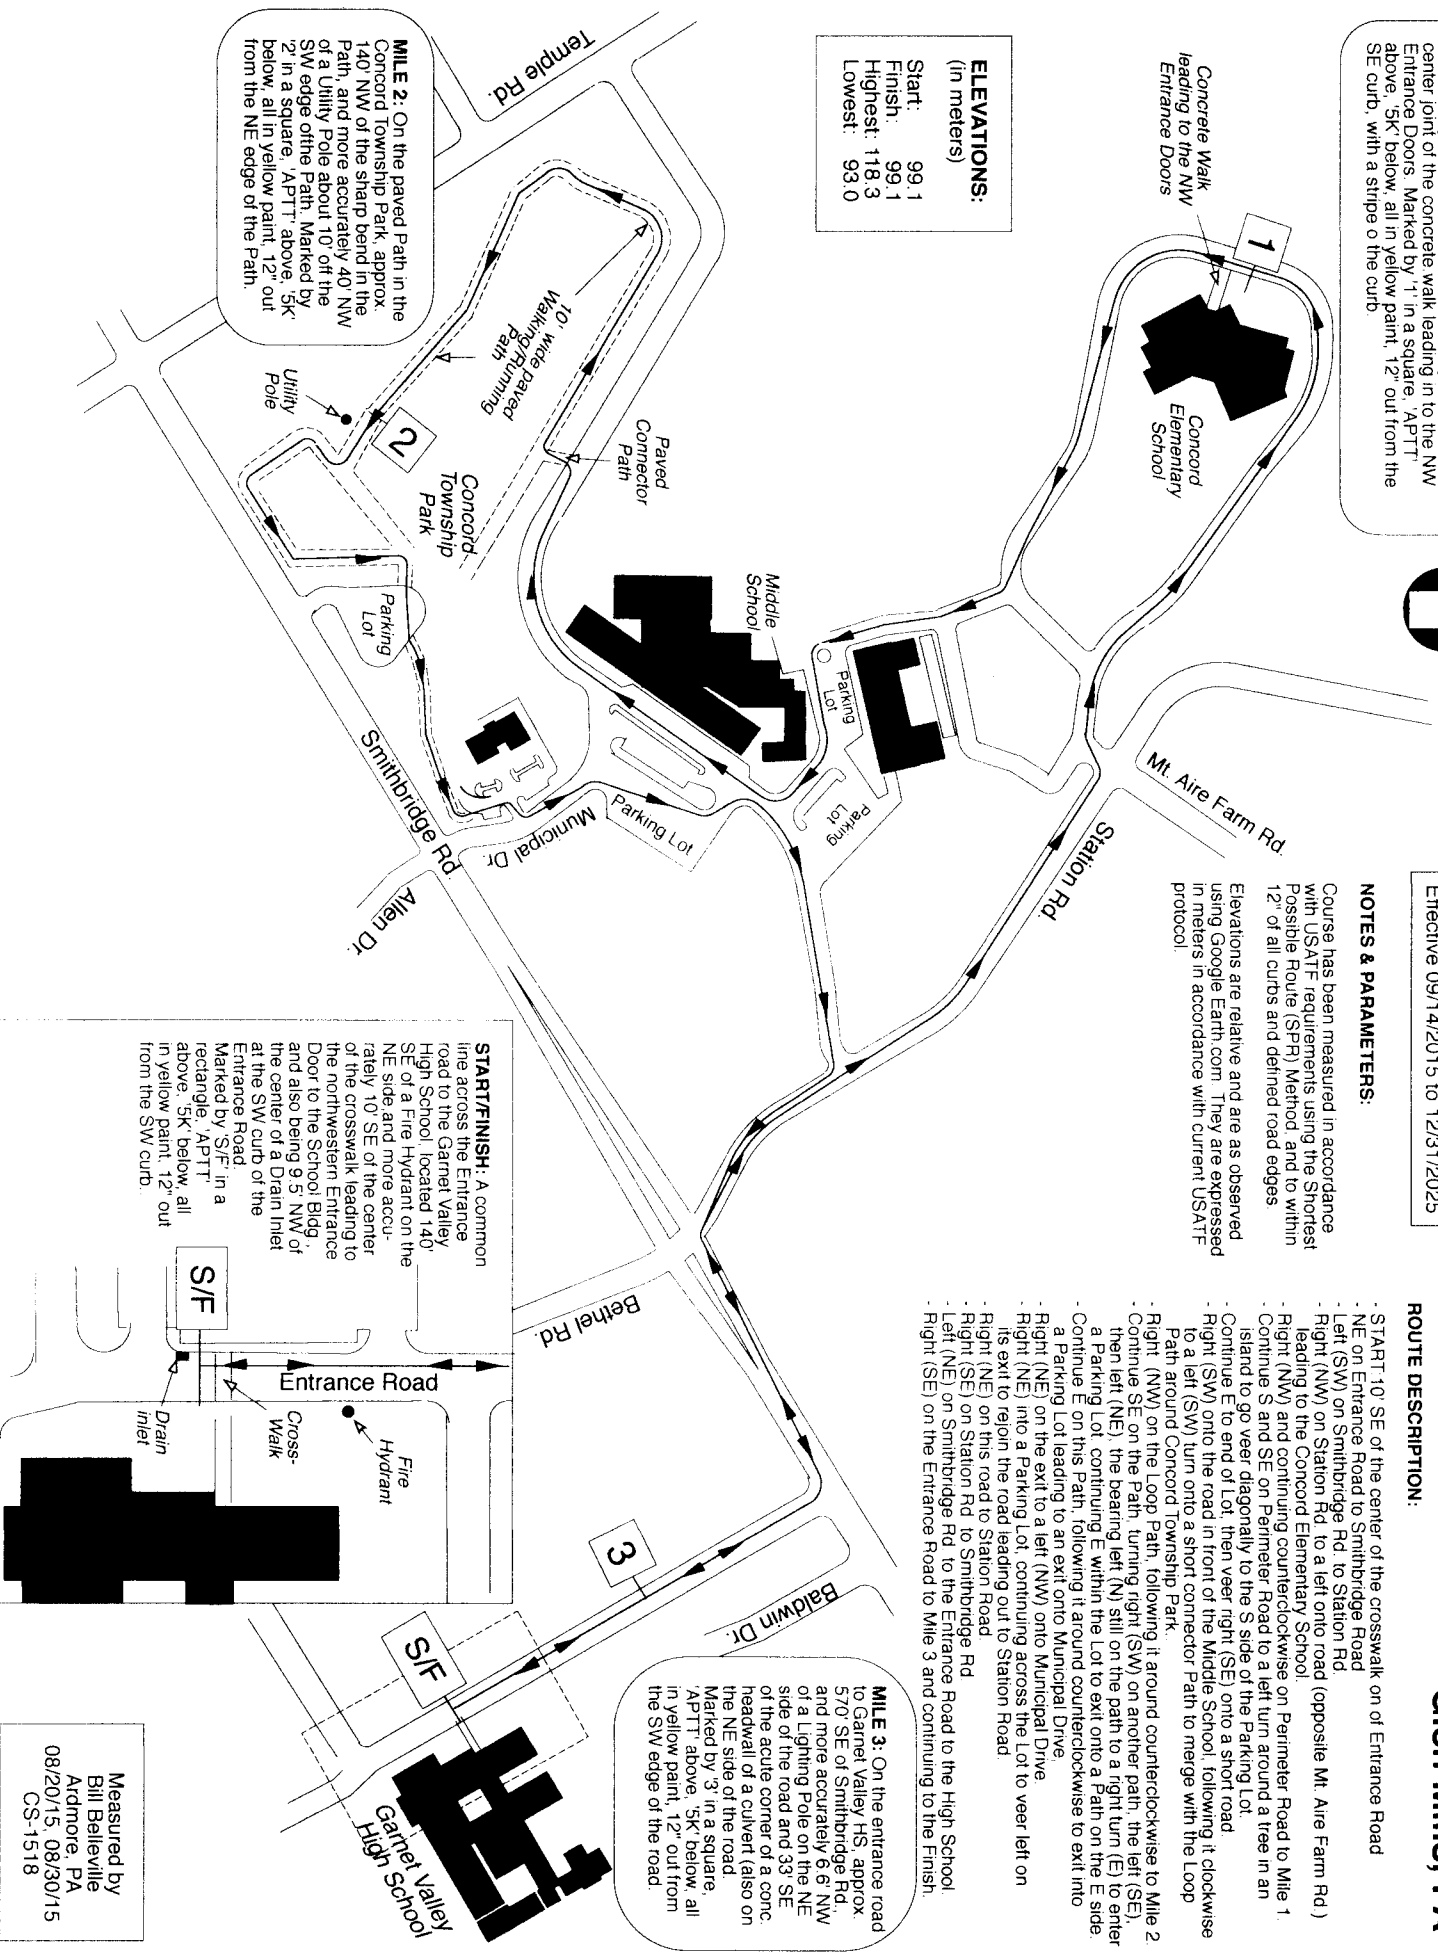 center joint of the concrete walk leading in to the NW
Entrance Doors. Marked by '1' in a square, 'APTT'
above, '5K' below, all in yellow paint, 12" out from the
SE curb, with a stripe o the curb.
Effective 09/14/2015 to 12/31/2025
NOTES & PARAMETERS:
Course has been measured in accordance
with USATF requirements using the Shortest
Possible Route (SPR) Method, and to within
12" of all curbs and defined road edges.
Elevations are relative and are as observed
using Google Earth.com. They are expressed
in meters in accordance with current USATF
protocol.
ROUTE DESCRIPTION:
- START 10' SE of the center of the crosswalk on of Entrance Road
- NE on Entrance Road to Smithbridge Road
- Left (SW) on Smithbridge Rd. to Station Rd.
- Right (NW) on Station Rd. to a left onto road (opposite Mt. Aire Farm Rd.)
leading to the Concord Elementary School.
- Right (NW) and continuing counterclockwise on Perimeter Road to Mile 1.
- Continue S and SE on Perimeter Road to a left turn around a tree in an
island to go veer diagonally to the S side of the Parking Lot.
- Continue E to end of Lot, then veer right (SE) onto a short road.
- Right (SW) onto the road in front of the Middle School, following it clockwise
to a left (SW) turn onto a short connector Path to merge with the Loop
Path around Concord Township Park.
- Right (NW) on the Loop Path, following it around counterclockwise to Mile 2.
- Continue SE on the Path, turning right (SW) on another path, the left (SE),
then left (NE), the bearing left (N) still on the path to a right turn (E) to enter
a Parking Lot, continuing E within the Lot to exit onto a Path on the E side.
- Continue E on this Path, following it around counterclockwise to exit into
a Parking Lot leading to an exit onto Municipal Drive.
- Right (NE) on the exit to a left (NW) onto Municipal Drive
- Right (NE) into a Parking Lot, continuing across the Lot to veer left on
its exit to rejoin the road leading out to Station Road.
- Right (NE) on this road to Station Road.
- Right (SE) on Station Rd. to Smithbridge Rd
- Left (NE) on Smithbridge Rd. to the Entrance Road to the High School.
- Right (SE) on the Entrance Road to Mile 3 and continuing to the Finish.
Concrete Walk
leading to the NW
Entrance Doors
1
Concord
Elementary
School
Mt. Aire Farm Rd.
Station Rd.
ELEVATIONS:
(in meters)
Start: 99.1
Finish: 99.1
Highest: 118.3
Lowest: 93.0
Parking
Lot
Parking
Lot
Middle
School
Paved
Connector
Path
Parking Lot
Municipal Dr.
Temple Rd.
10' wide paved
Walking/Running
Path
Concord
Township
Park
2
Utility
Pole
Parking
Lot
Smithbridge Rd.
Allen Dr.
Bethel Rd.
Baldwin Dr.
3
S/F
Garnet Valley
High School
MILE 2: On the paved Path in the
Concord Township Park, approx.
140' NW of the sharp bend in the
Path, and more accurately 40' NW
of a Utility Pole about 10' off the
SW edge ofthe Path. Marked by
'2' in a square, 'APTT' above, '5K'
below, all in yellow paint, 12" out
from the NE edge of the Path.
START/FINISH: A common
line across the Entrance
road to the Garnet Valley
High School, located 140'
SE of a Fire Hydrant on the
NE side,and more accu-
rately 10' SE of the center
of the crosswalk leading to
the northwestern Entrance
Door to the School Bldg.,
and also being 9.5' NW of
the center of a Drain Inlet
at the SW curb of the
Entrance Road.
Marked by 'S/F' in a
rectangle, 'APTT'
above, '5K' below, all
in yellow paint, 12" out
from the SW curb.
S/F
Entrance Road
Fire
Hydrant
Cross-
Walk
Drain
inlet
MILE 3: On the entrance road
to Garnet Valley HS, approx.
570' SE of Smithbridge Rd.,
and more accurately 6.6' NW
of a Lighting Pole on the NE
side of the road and 33' SE
of the acute corner of a conc.
headwall of a culvert (also on
the NE side of the road.
Marked by '3' in a square,
'APTT' above, '5K' below, all
in yellow paint, 12" out from
the SW edge of the road.
Measured by
Bill Belleville
Ardmore, PA
08/20/15, 08/30/15
CS-1518